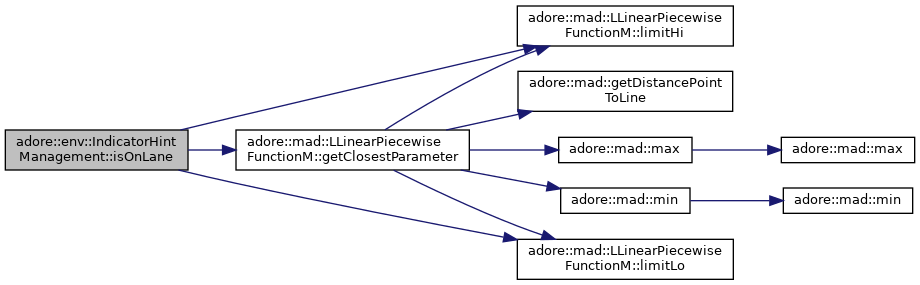 adore::env::IndicatorHint
Management::isOnLane
adore::mad::LLinearPiecewise
FunctionM::getClosestParameter
adore::mad::LLinearPiecewise
FunctionM::limitHi
adore::mad::getDistancePoint
ToLine
adore::mad::max
adore::mad::max
adore::mad::min
adore::mad::min
adore::mad::LLinearPiecewise
FunctionM::limitLo